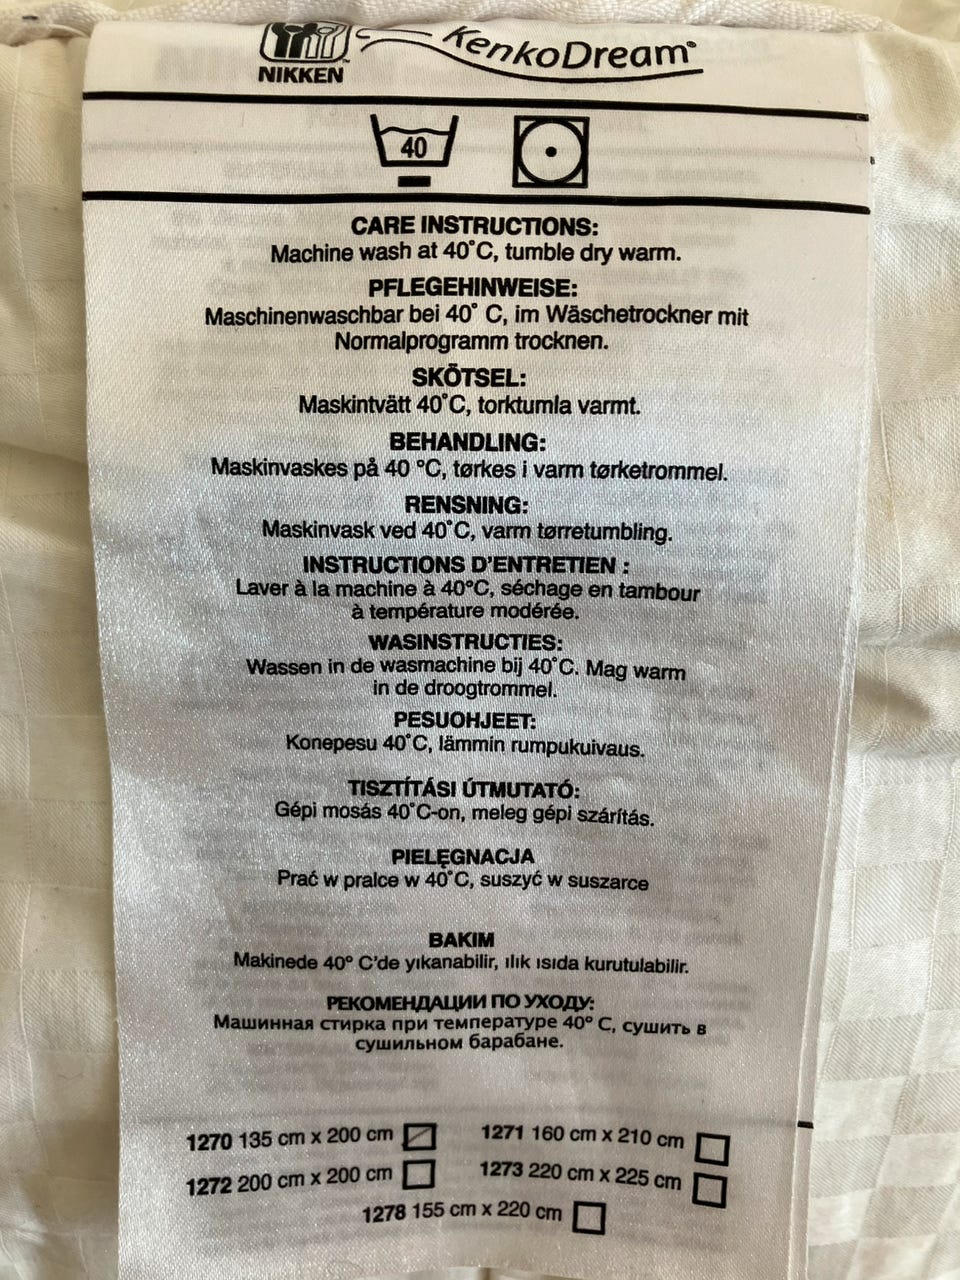 NIKKEN™
KenkoDream®
40
CARE INSTRUCTIONS:
Machine wash at 40°C, tumble dry warm.
PFLEGEHINWEISE:
Maschinenwaschbar bei 40° C, im Wäschetrockner mit
Normalprogramm trocknen.
SKÖTSEL:
Maskintvätt 40°C, torktumla varmt.
BEHANDLING:
Maskinvaskes på 40 °C, tørkes i varm tørketrommel.
RENSNING:
Maskinvask ved 40°C, varm tørretumbling.
INSTRUCTIONS D'ENTRETIEN :
Laver à la machine à 40°C, séchage en tambour
à température modérée.
WASINSTRUCTIES:
Wassen in de wasmachine bij 40°C. Mag warm
in de droogtrommel.
PESUOHJEET:
Konepesu 40°C, lämmin rumpukuivaus.
TISZTÍTÁSI ÚTMUTATÓ:
Gépi mosás 40°C-on, meleg gépi szárítás.
PIELĘGNACJA
Prać w pralce w 40°C, suszyć w suszarce
BAKIM
Makinede 40° C'de yıkanabilir, ılık ısıda kurutulabilir.
РЕКОМЕНДАЦИИ ПО УХОДУ:
Машинная стирка при температуре 40° C, сушить в
сушильном барабане.
1270 135 cm x 200 cm 1271 160 cm x 210 cm
1272 200 cm x 200 cm 1273 220 cm x 225 cm
1278 155 cm x 220 cm